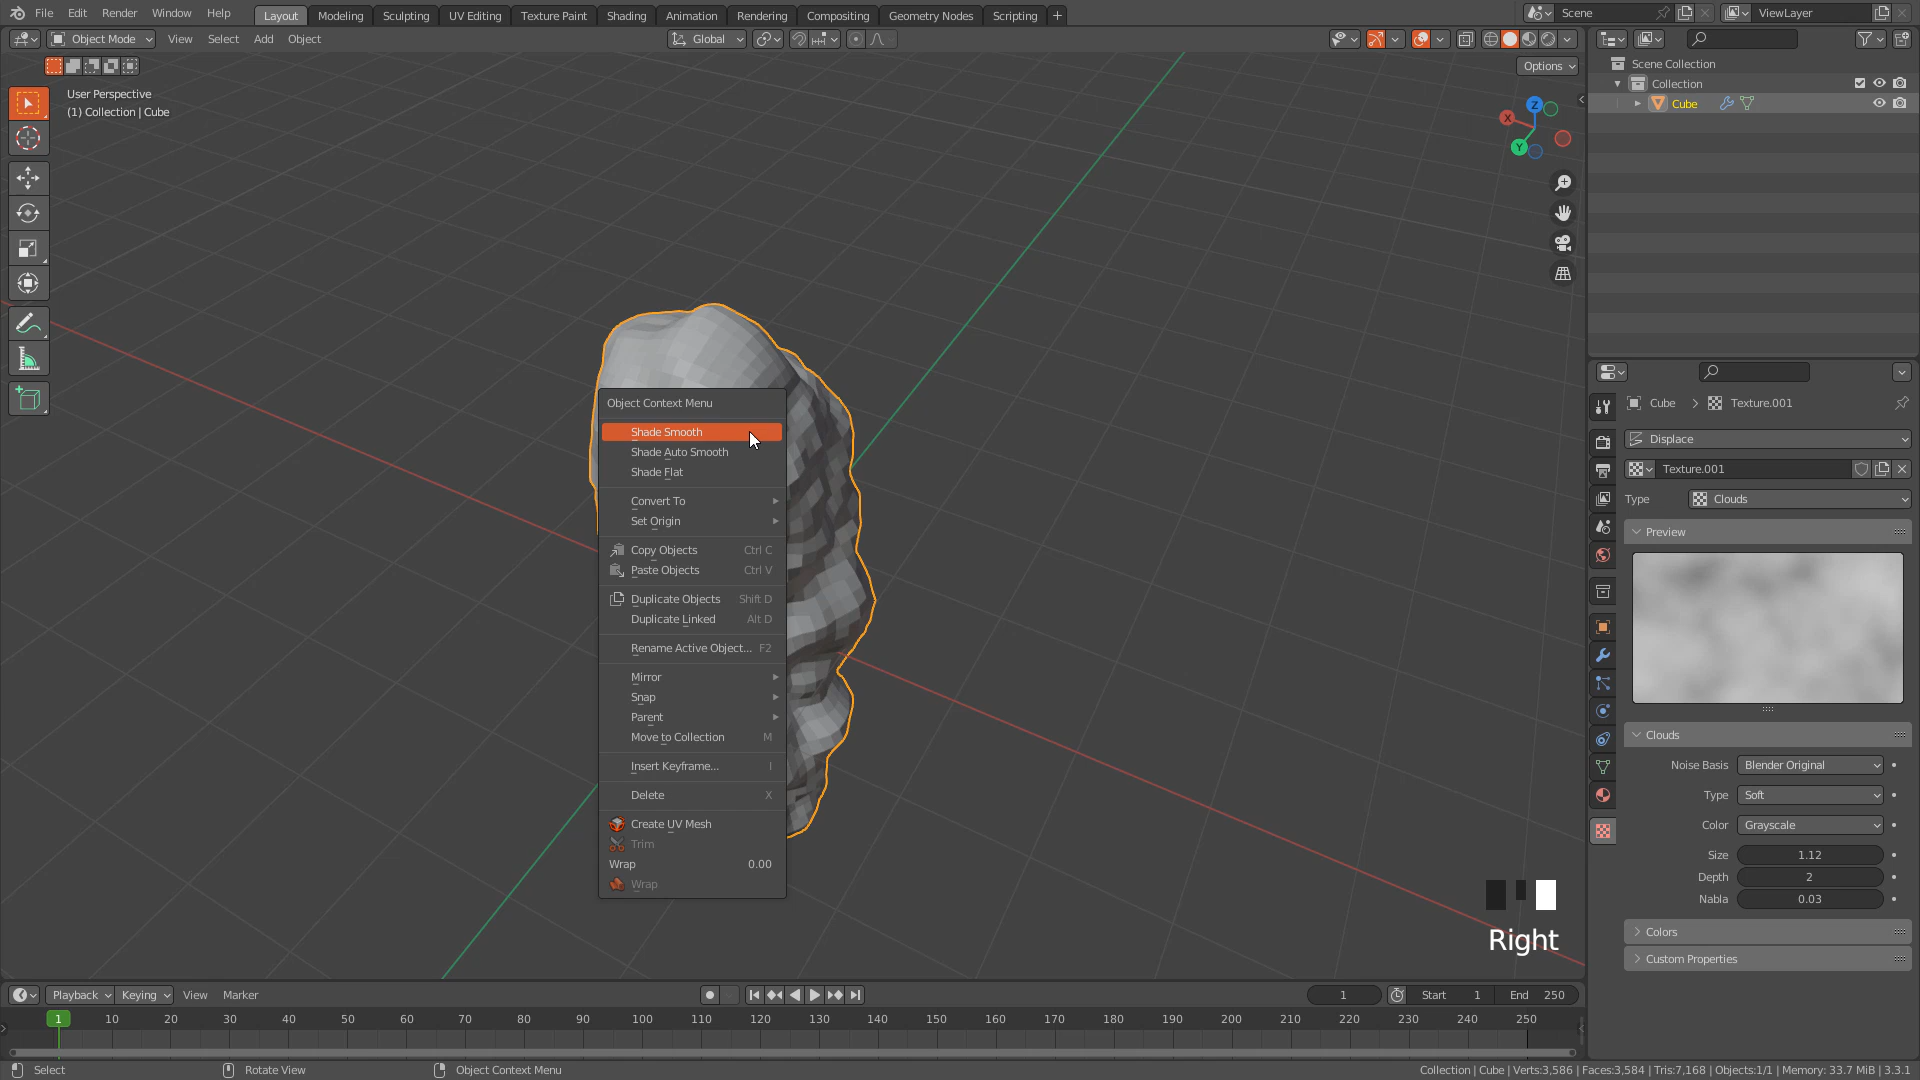 File Edit Render Window Help Layout Modeling Sculpting UV Editing Texture Paint Shading Animation Rendering Compositing Geometry Nodes Scripting + Scene ViewLayer
Object Mode View Select Add Object Global
Options
User Perspective
(1) Collection | Cube
Z
X
Y
Scene Collection
Collection
Cube
Cube > Texture.001
Displace
Texture.001
Type Clouds
Preview
Clouds
Noise Basis Blender Original
Type Soft
Color Grayscale
Size 1.12
Depth 2
Nabla 0.03
Colors
Custom Properties
Object Context Menu
Shade Smooth
Shade Auto Smooth
Shade Flat
Convert To
Set Origin
Copy Objects Ctrl C
Paste Objects Ctrl V
Duplicate Objects Shift D
Duplicate Linked Alt D
Rename Active Object... F2
Mirror
Snap
Parent
Move to Collection M
Insert Keyframe... I
Delete X
Create UV Mesh
Trim
Wrap 0.00
Wrap
Right
Playback Keying View Marker 1 Start 1 End 250
1 10 20 30 40 50 60 70 80 90 100 110 120 130 140 150 160 170 180 190 200 210 220 230 240 250
Select Rotate View Object Context Menu Collection | Cube | Verts:3,586 | Faces:3,584 | Tris:7,168 | Objects:1/1 | Memory: 33.7 MiB | 3.3.1